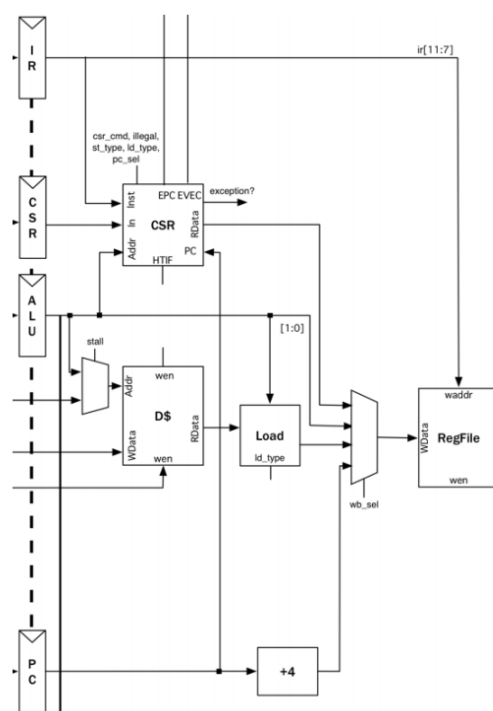 I
R
ir[11:7]
csr_cmd, illegal,
st_type, ld_type,
pc_sel
C
S
R
Inst
In
Addr
EPC EVEC
exception?
CSR
RData
PC
HTIF
A
L
U
[1:0]
stall
wen
Addr
D$
WData
RData
wen
Load
ld_type
waddr
WData
RegFile
wen
wb_sel
P
C
+4